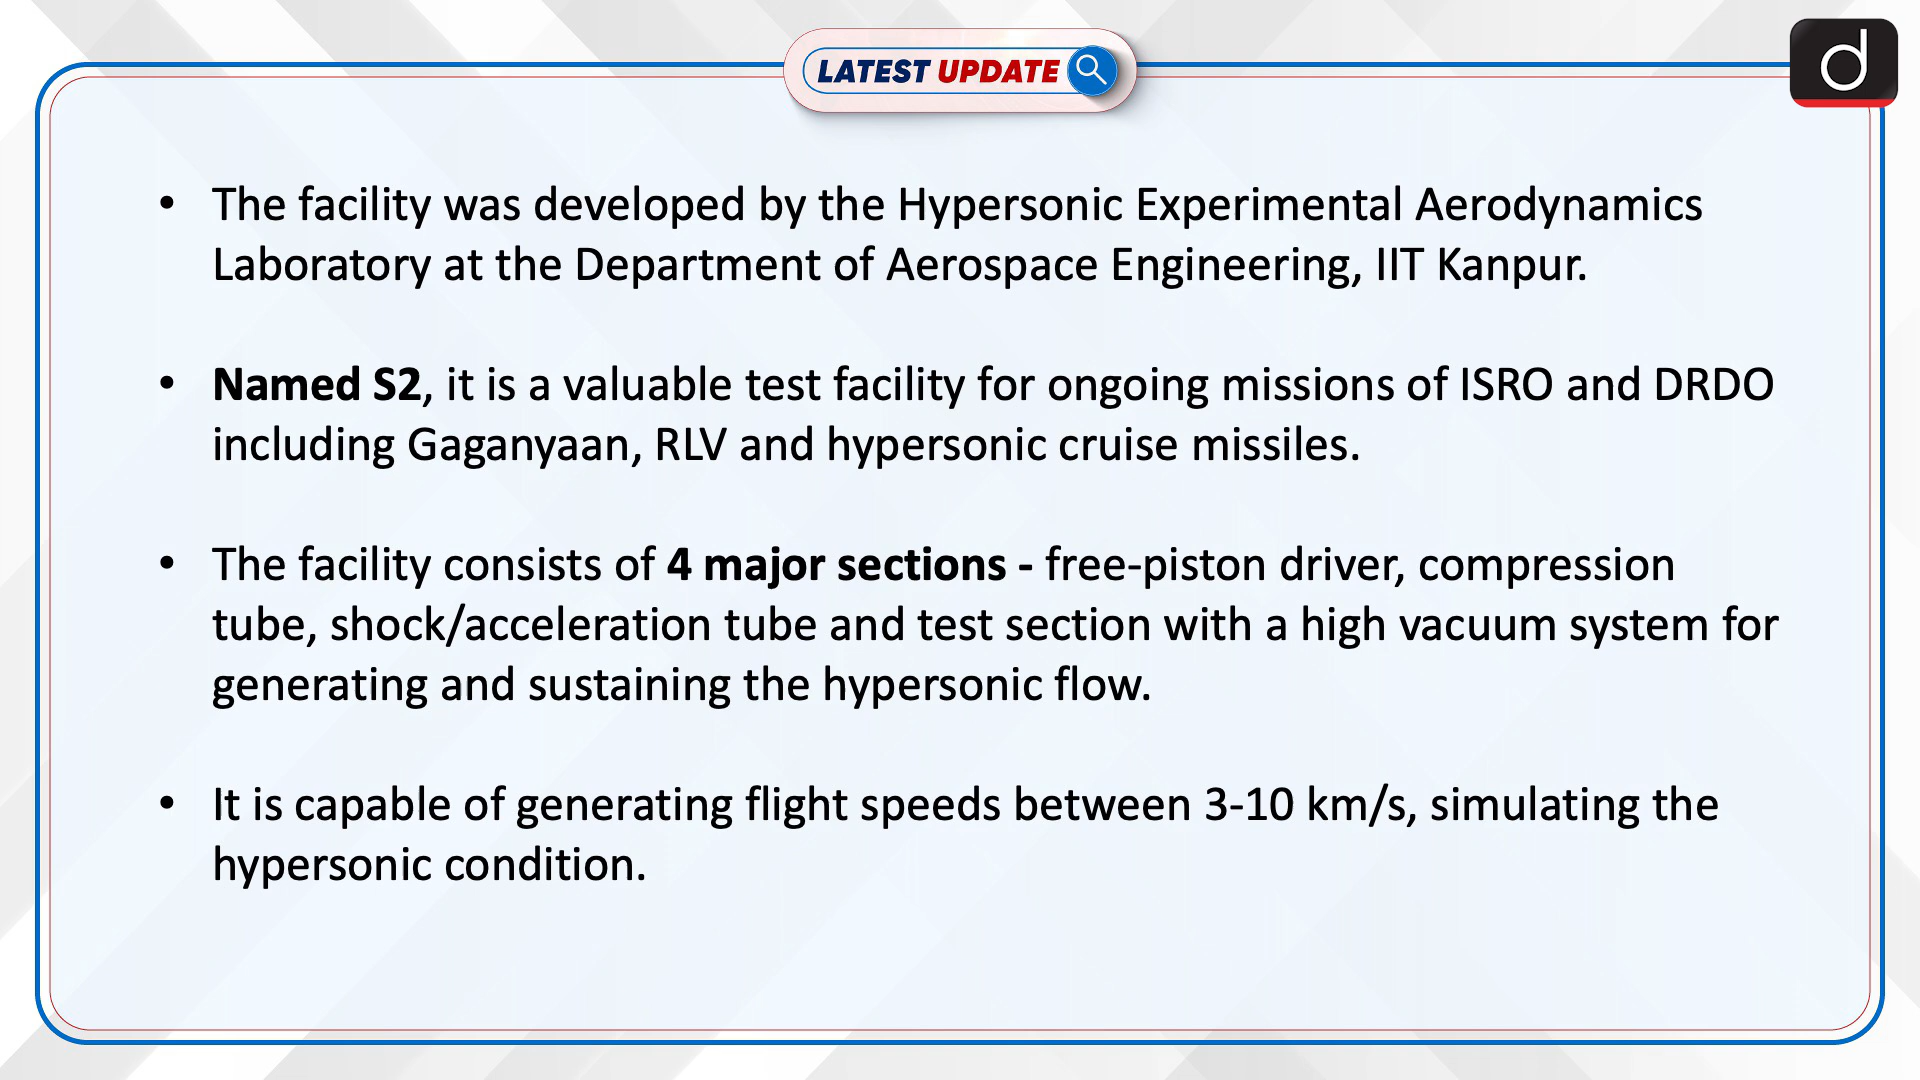 LATEST UPDATE
d
• The facility was developed by the Hypersonic Experimental Aerodynamics
Laboratory at the Department of Aerospace Engineering, IIT Kanpur.
• Named S2, it is a valuable test facility for ongoing missions of ISRO and DRDO
including Gaganyaan, RLV and hypersonic cruise missiles.
• The facility consists of 4 major sections - free-piston driver, compression
tube, shock/acceleration tube and test section with a high vacuum system for
generating and sustaining the hypersonic flow.
• It is capable of generating flight speeds between 3-10 km/s, simulating the
hypersonic condition.